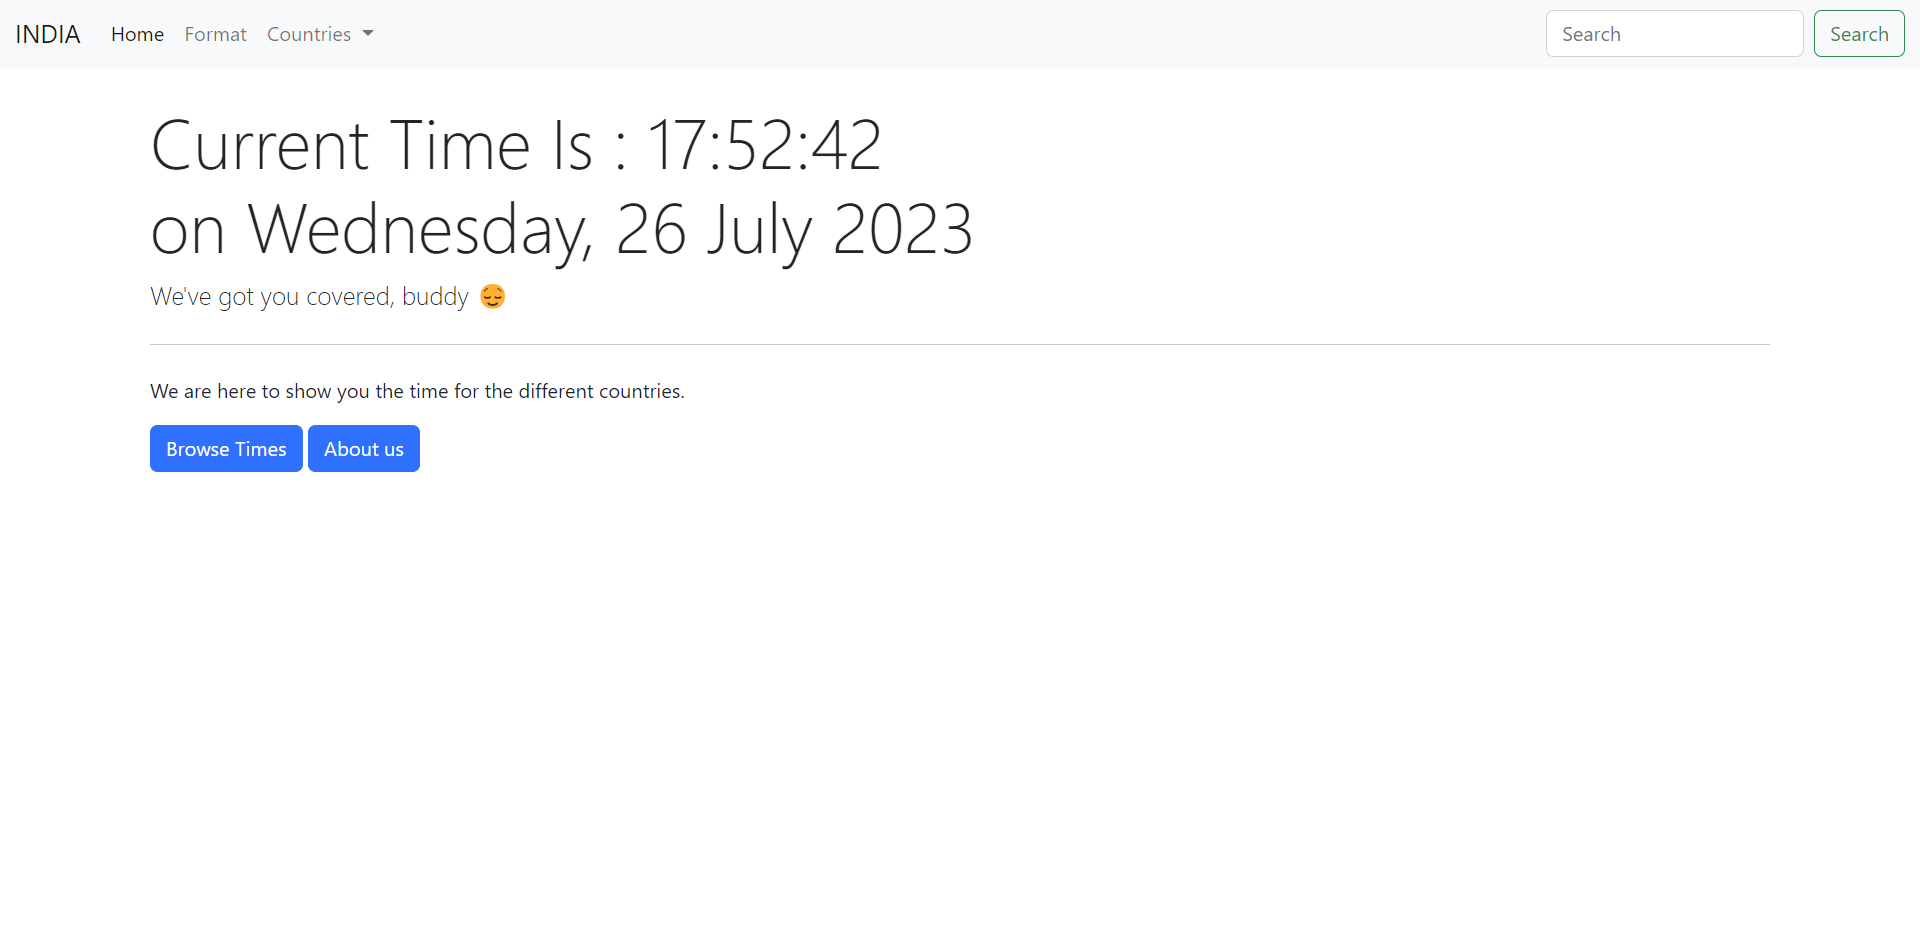 INDIA Home Format Countries Search Search
Current Time Is : 17:52:42
on Wednesday, 26 July 2023
We've got you covered, buddy 😌
We are here to show you the time for the different countries.
Browse Times About us